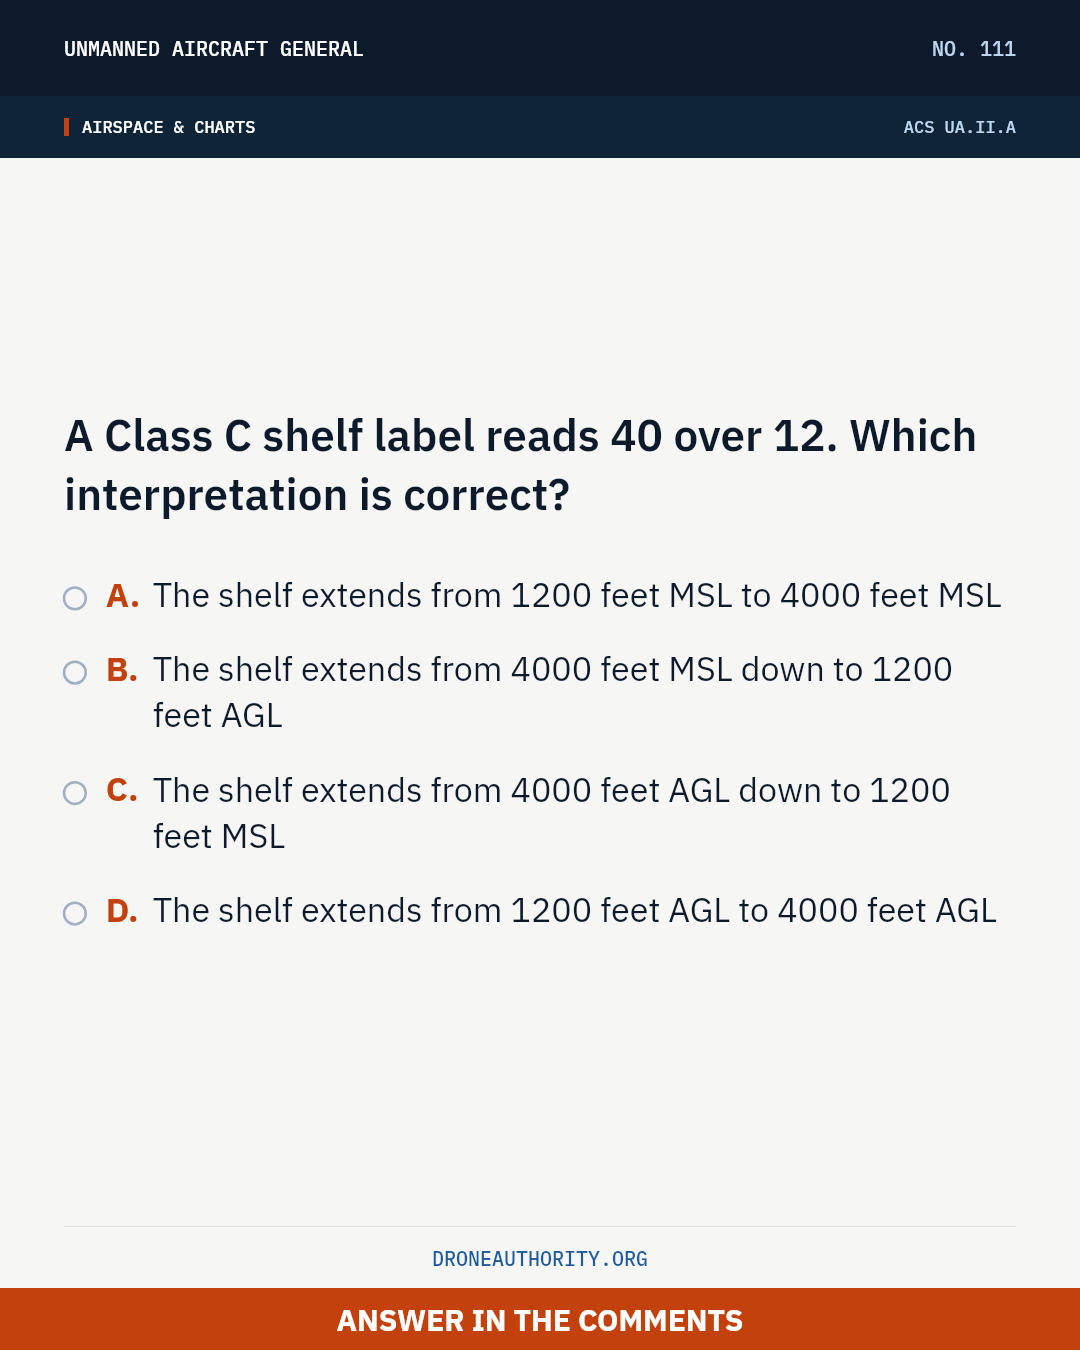 UNMANNED AIRCRAFT GENERAL
NO. 111
AIRSPACE & CHARTS
ACS UA.II.A
A Class C shelf label reads 40 over 12. Which
interpretation is correct?
A. The shelf extends from 1200 feet MSL to 4000 feet MSL
B. The shelf extends from 4000 feet MSL down to 1200
feet AGL
C. The shelf extends from 4000 feet AGL down to 1200
feet MSL
D. The shelf extends from 1200 feet AGL to 4000 feet AGL
DRONEAUTHORITY.ORG
ANSWER IN THE COMMENTS